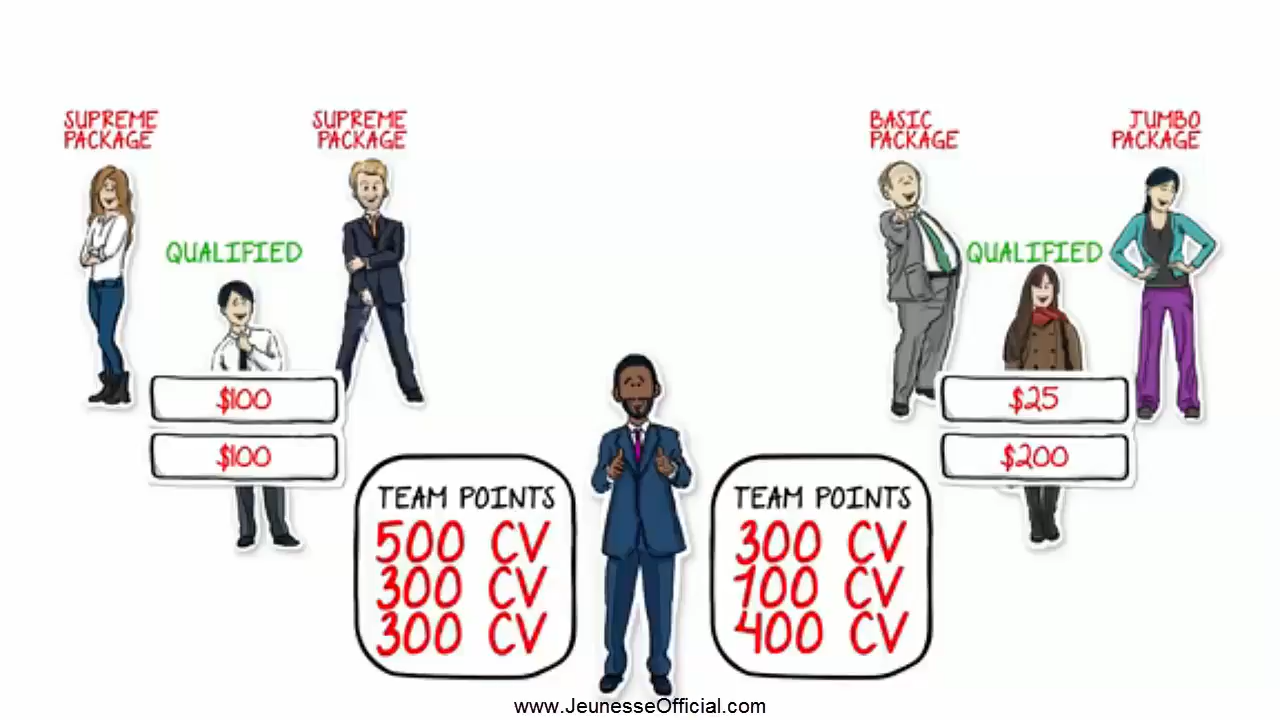 SUPREME
PACKAGE
SUPREME
PACKAGE
BASIC
PACKAGE
JUMBO
PACKAGE
QUALIFIED
QUALIFIED
$100
$100
$25
$200
TEAM POINTS
500 CV
300 CV
300 CV
TEAM POINTS
300 CV
100 CV
400 CV
www.JeunesseOfficial.com